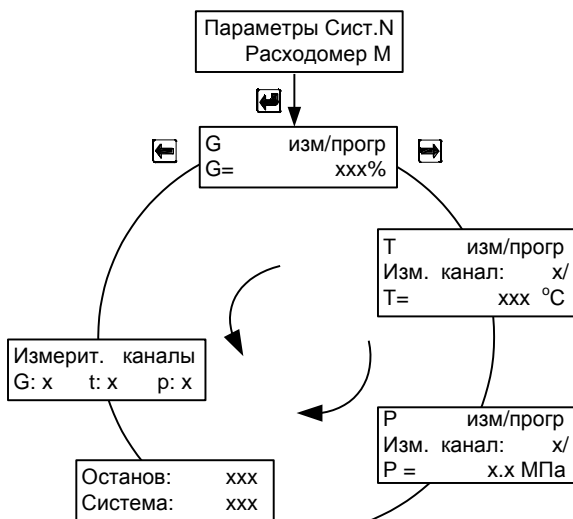 Параметры Сист.N
Расходомер M
G изм/прогр
G= xxx%
T изм/прогр
Изм. канал: x/
T= xxx °C
Измерит. каналы
G: x t: x p: x
P изм/прогр
Изм. канал: x/
P = x.x МПа
Останов: xxx
Система: xxx